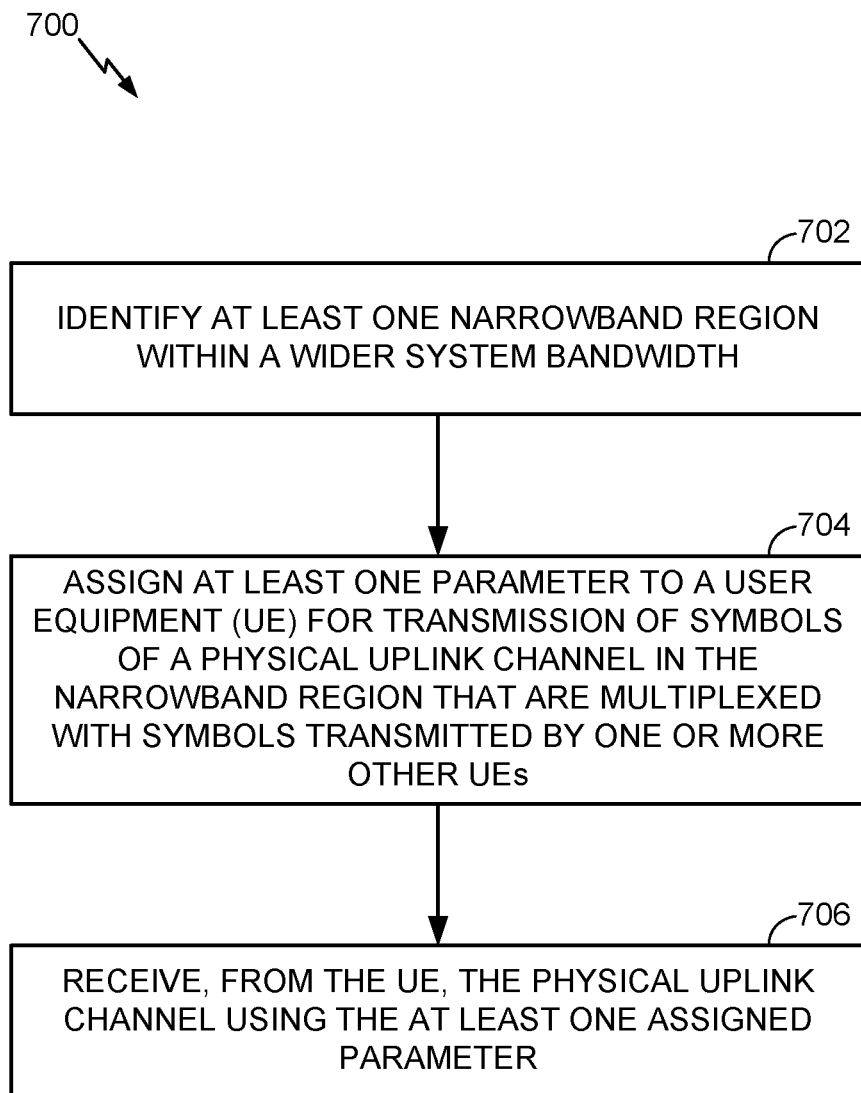 700
702
IDENTIFY AT LEAST ONE NARROWBAND REGION
WITHIN A WIDER SYSTEM BANDWIDTH
704
ASSIGN AT LEAST ONE PARAMETER TO A USER
EQUIPMENT (UE) FOR TRANSMISSION OF SYMBOLS
OF A PHYSICAL UPLINK CHANNEL IN THE
NARROWBAND REGION THAT ARE MULTIPLEXED
WITH SYMBOLS TRANSMITTED BY ONE OR MORE
OTHER UEs
706
RECEIVE, FROM THE UE, THE PHYSICAL UPLINK
CHANNEL USING THE AT LEAST ONE ASSIGNED
PARAMETER